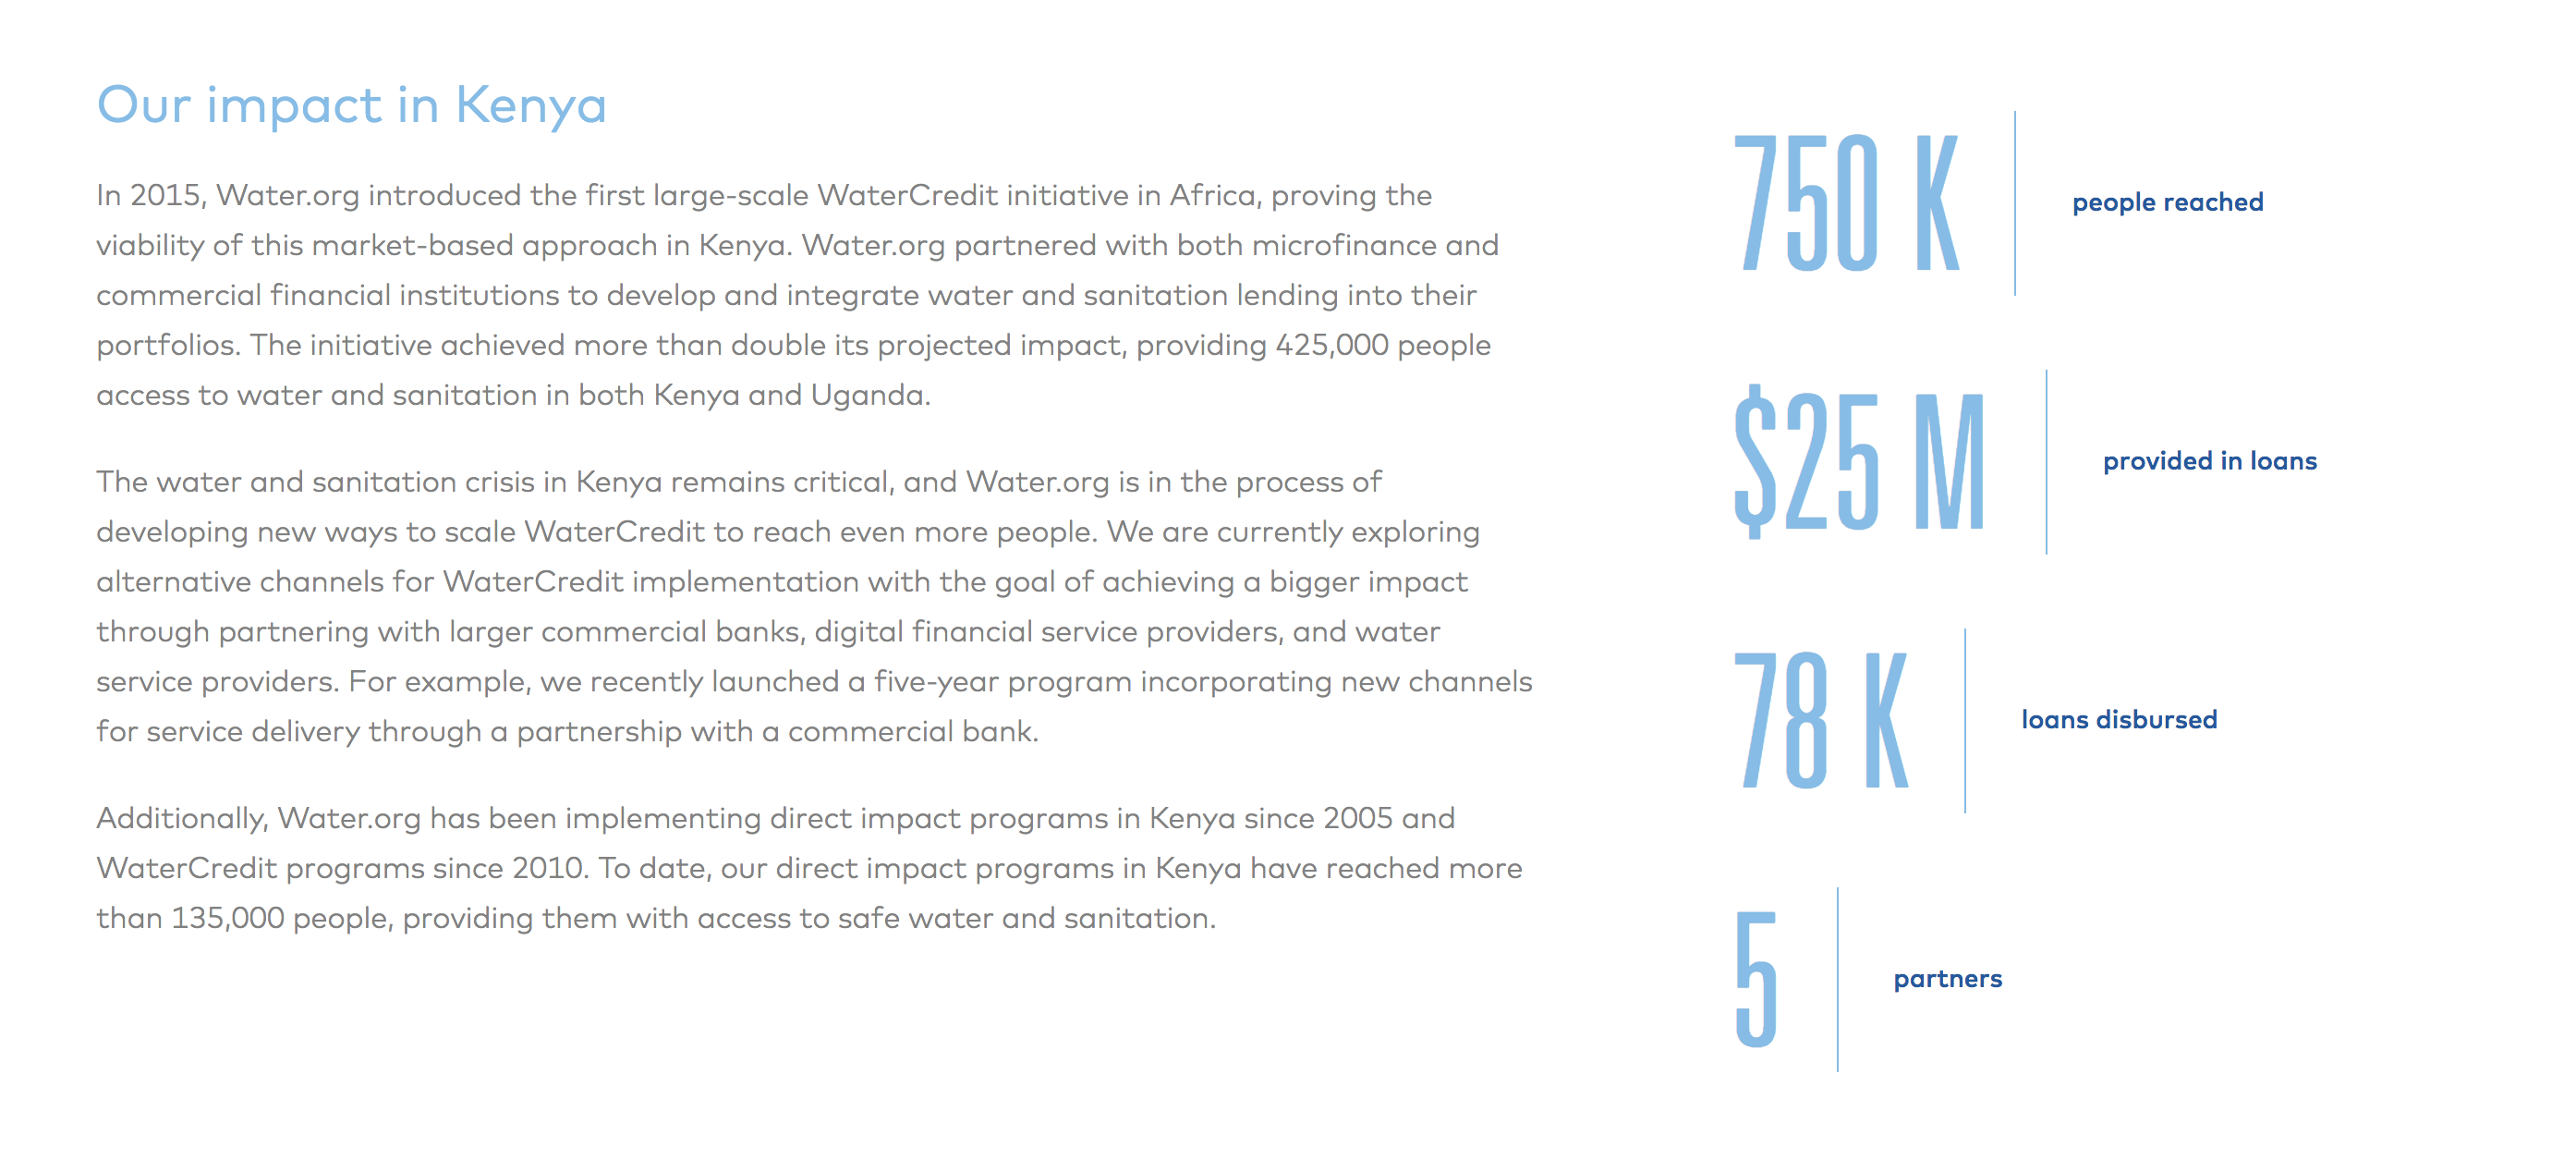 Our impact in Kenya
In 2015, Water.org introduced the first large-scale WaterCredit initiative in Africa, proving the
viability of this market-based approach in Kenya. Water.org partnered with both microfinance and
commercial financial institutions to develop and integrate water and sanitation lending into their
portfolios. The initiative achieved more than double its projected impact, providing 425,000 people
access to water and sanitation in both Kenya and Uganda.
The water and sanitation crisis in Kenya remains critical, and Water.org is in the process of
developing new ways to scale WaterCredit to reach even more people. We are currently exploring
alternative channels for WaterCredit implementation with the goal of achieving a bigger impact
through partnering with larger commercial banks, digital financial service providers, and water
service providers. For example, we recently launched a five-year program incorporating new channels
for service delivery through a partnership with a commercial bank.
Additionally, Water.org has been implementing direct impact programs in Kenya since 2005 and
WaterCredit programs since 2010. To date, our direct impact programs in Kenya have reached more
than 135,000 people, providing them with access to safe water and sanitation.
750 K people reached
$25 M provided in loans
78 K loans disbursed
5 partners